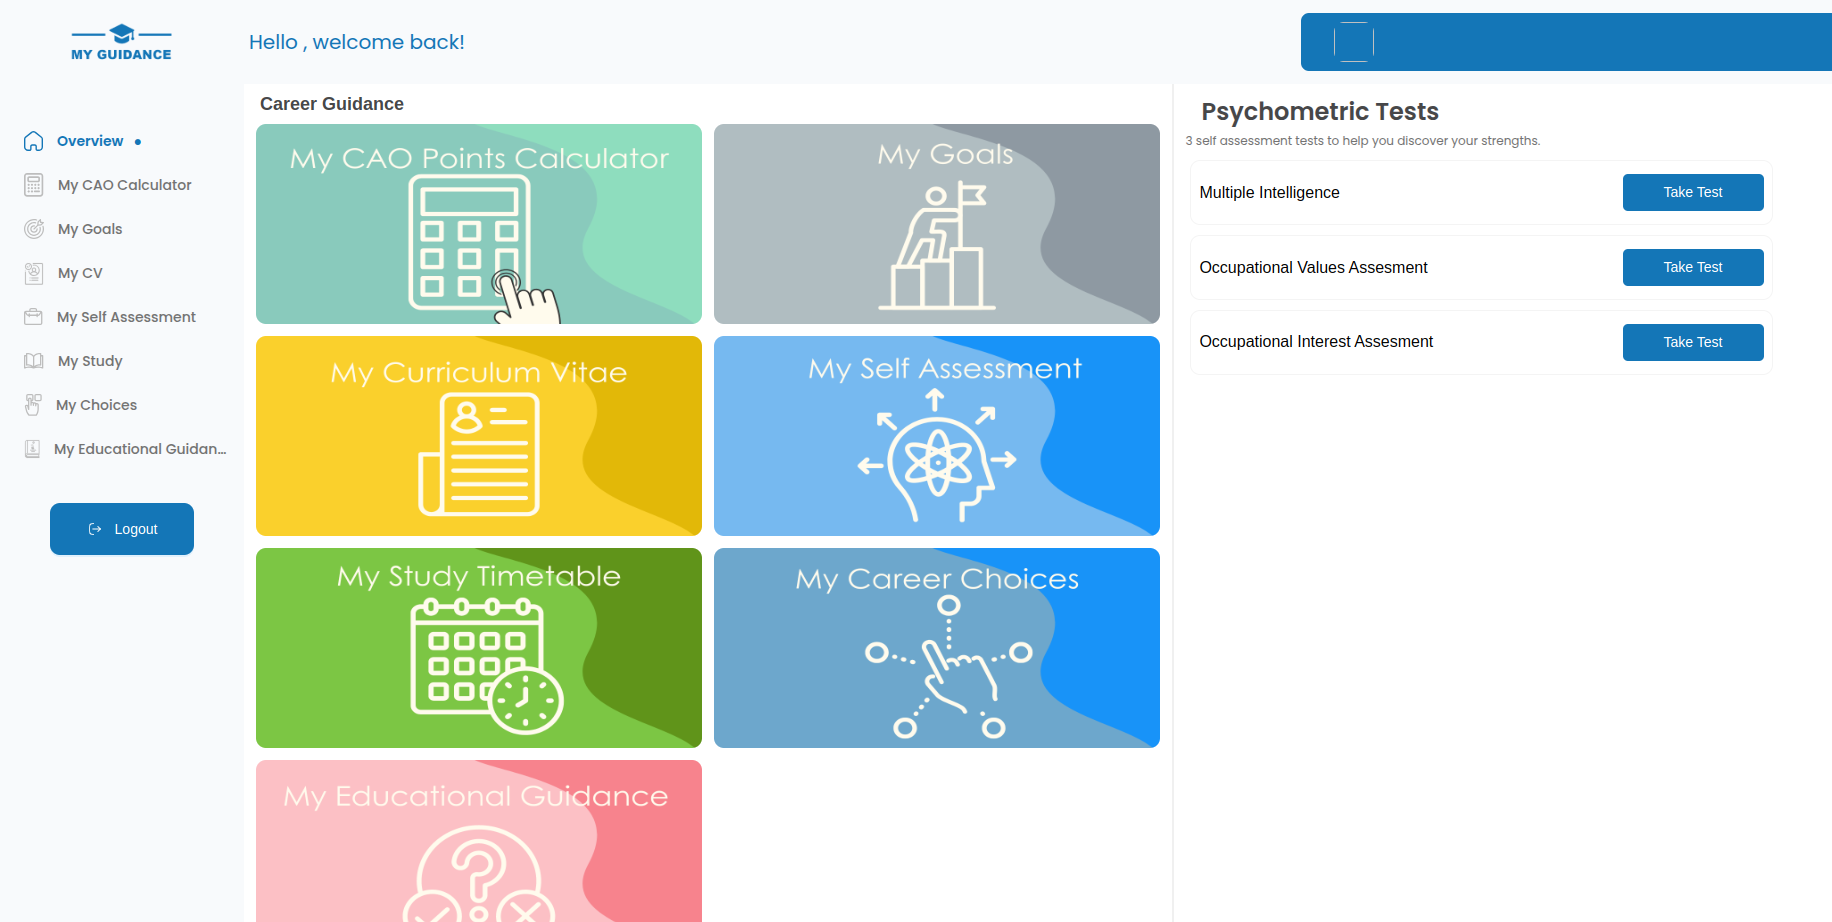 MY GUIDANCE
Hello , welcome back!
Overview
My CAO Calculator
My Goals
My CV
My Self Assessment
My Study
My Choices
My Educational Guidan...
Logout
Career Guidance
My CAO Points Calculator
My Goals
My Curriculum Vitae
My Self Assessment
My Study Timetable
My Career Choices
My Educational Guidance
Psychometric Tests
3 self assessment tests to help you discover your strengths.
Multiple Intelligence
Take Test
Occupational Values Assesment
Take Test
Occupational Interest Assesment
Take Test